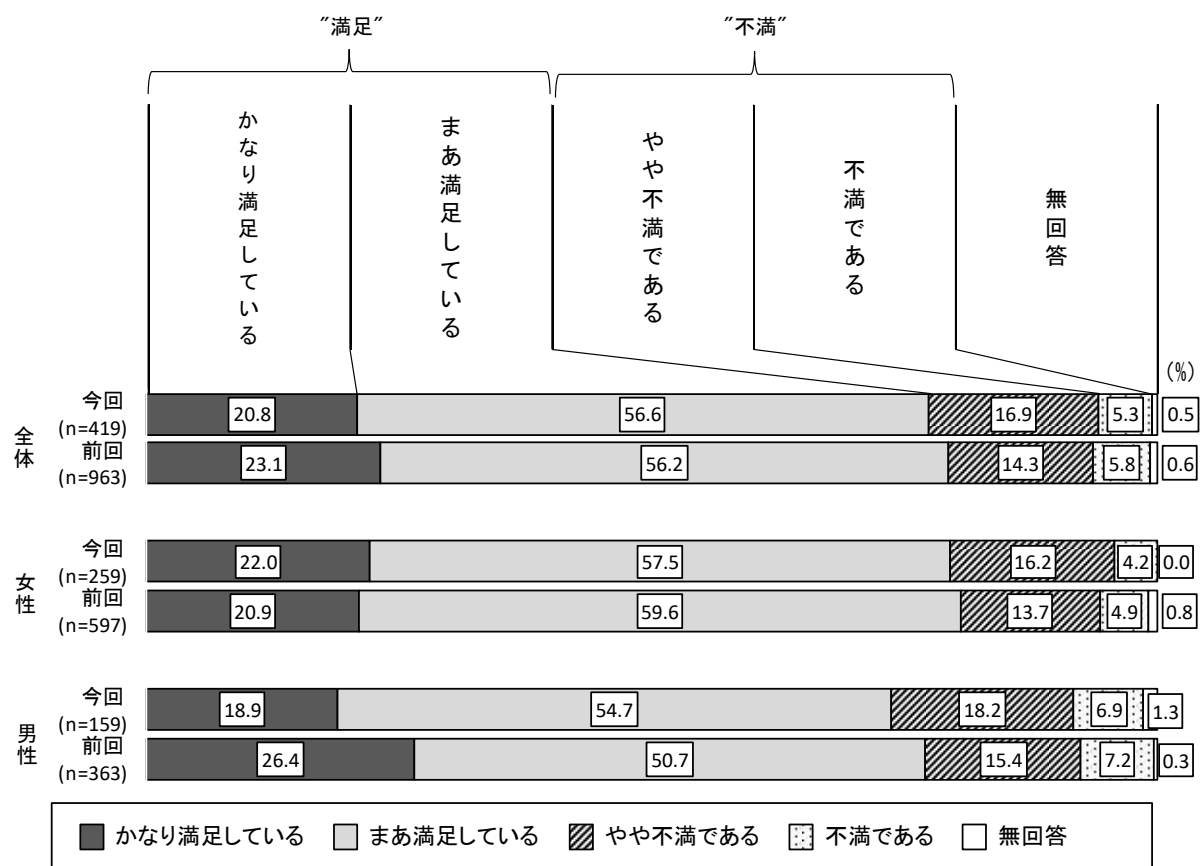 "満足"
"不満"
かなり満足している
まあ満足している
やや不満である
不満である
無回答
(%)
全体
今回
(n=419)
20.8
56.6
16.9
5.3
0.5
前回
(n=963)
23.1
56.2
14.3
5.8
0.6
女性
今回
(n=259)
22.0
57.5
16.2
4.2
0.0
前回
(n=597)
20.9
59.6
13.7
4.9
0.8
男性
今回
(n=159)
18.9
54.7
18.2
6.9
1.3
前回
(n=363)
26.4
50.7
15.4
7.2
0.3
かなり満足している
まあ満足している
やや不満である
不満である
無回答